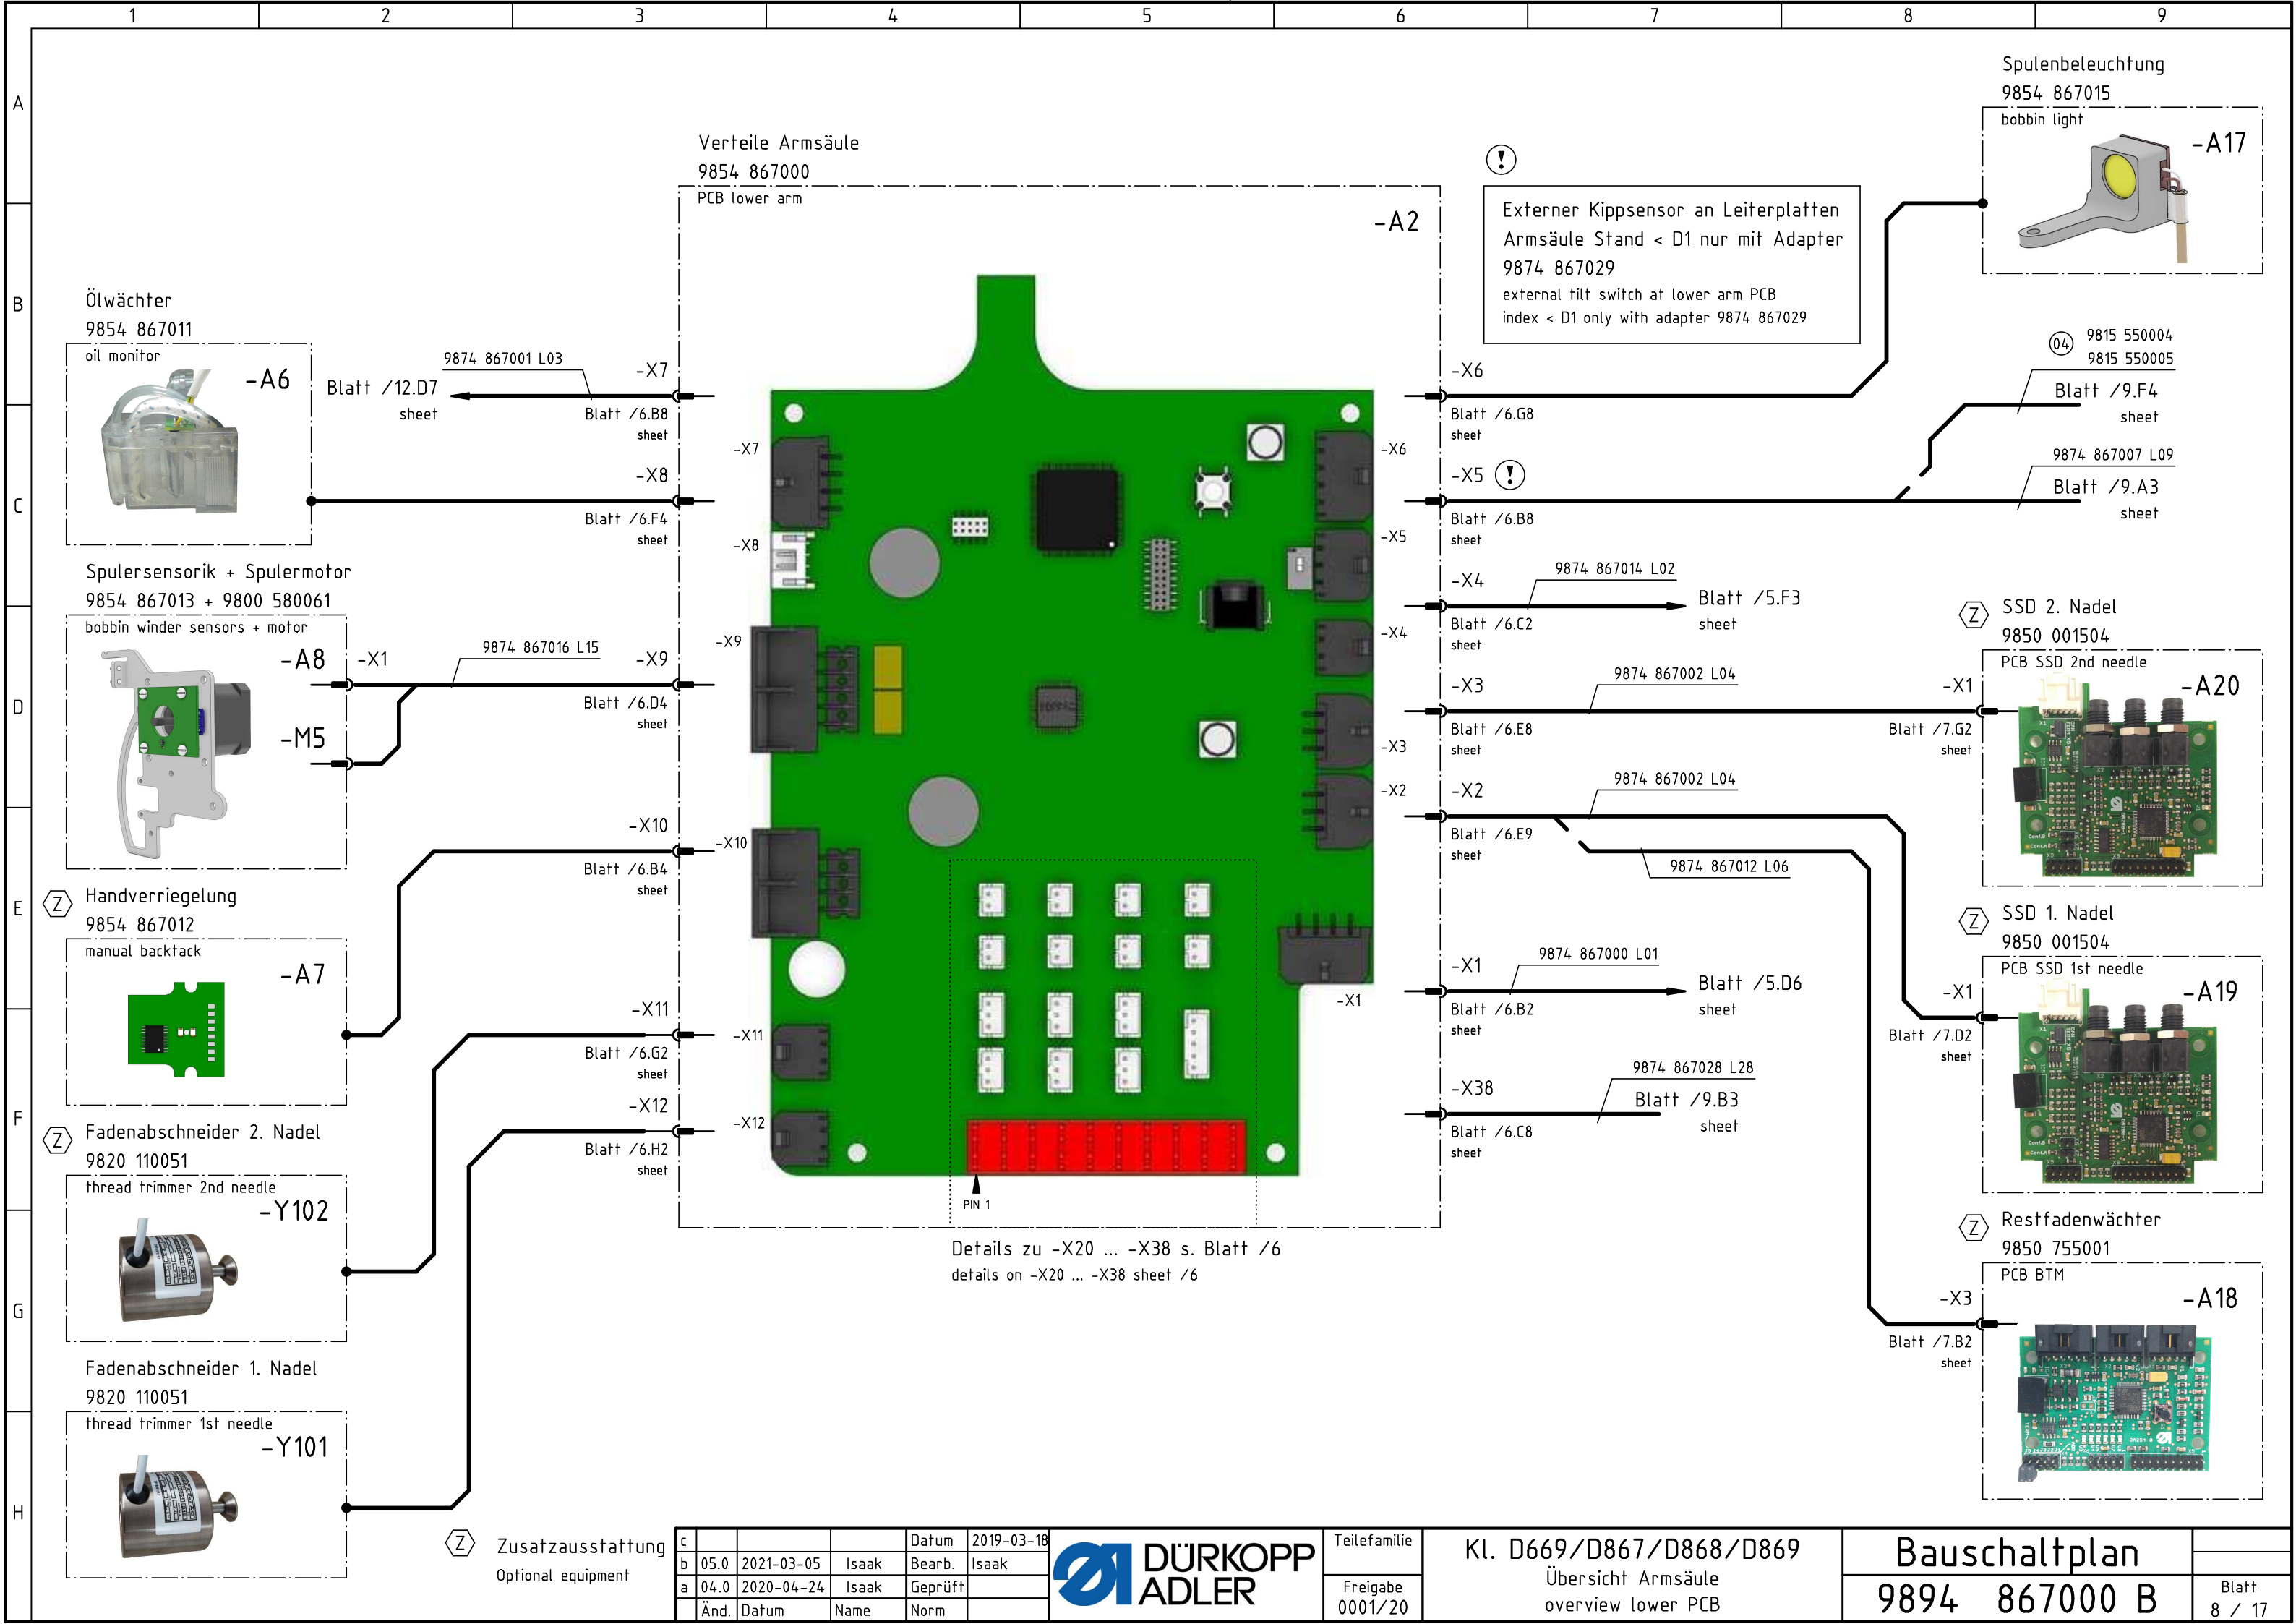 1 2 3 4 5 6 7 8 9
A
B
C
D
E
F
G
H
Ölwächter
9854 867011
oil monitor
-A6
Blatt /12.D7
sheet
9874 867001 L03
-X7
Blatt /6.B8
sheet
-X8
Blatt /6.F4
sheet
Spulersensorik + Spulermotor
9854 867013 + 9800 580061
bobbin winder sensors + motor
-A8
-X1
9874 867016 L15
-X9
Blatt /6.D4
sheet
-M5
-X10
Blatt /6.B4
sheet
Z
Handverriegelung
9854 867012
manual backtack
-A7
-X11
Blatt /6.G2
sheet
-X12
Blatt /6.H2
sheet
Z
Fadenabschneider 2. Nadel
9820 110051
thread trimmer 2nd needle
-Y102
Fadenabschneider 1. Nadel
9820 110051
thread trimmer 1st needle
-Y101
Verteile Armsäule
9854 867000
PCB lower arm
-A2
-X7
-X8
-X9
-X10
-X11
-X12
-X6
-X5
-X4
-X3
-X2
-X1
PIN 1
Details zu -X20 ... -X38 s. Blatt /6
details on -X20 ... -X38 sheet /6
!
Externer Kippsensor an Leiterplatten
Armsäule Stand < D1 nur mit Adapter
9874 867029
external tilt switch at lower arm PCB
index < D1 only with adapter 9874 867029
-X6
Blatt /6.G8
sheet
-X5
!
Blatt /6.B8
sheet
-X4
9874 867014 L02
Blatt /5.F3
sheet
Blatt /6.C2
sheet
-X3
9874 867002 L04
Blatt /6.E8
sheet
-X2
9874 867002 L04
Blatt /6.E9
sheet
9874 867012 L06
-X1
9874 867000 L01
Blatt /5.D6
sheet
Blatt /6.B2
sheet
-X38
9874 867028 L28
Blatt /9.B3
sheet
Blatt /6.C8
sheet
Spulenbeleuchtung
9854 867015
bobbin light
-A17
04
9815 550004
9815 550005
Blatt /9.F4
sheet
9874 867007 L09
Blatt /9.A3
sheet
Z
SSD 2. Nadel
9850 001504
PCB SSD 2nd needle
-A20
-X1
Blatt /7.G2
sheet
Z
SSD 1. Nadel
9850 001504
PCB SSD 1st needle
-A19
-X1
Blatt /7.D2
sheet
Z
Restfadenwächter
9850 755001
PCB BTM
-A18
-X3
Blatt /7.B2
sheet
Z
Zusatzausstattung
Optional equipment
c Datum 2019-03-18
b 05.0 2021-03-05 Isaak Bearb. Isaak
a 04.0 2020-04-24 Isaak Geprüft
Änd. Datum Name Norm
DÜRKOPP
ADLER
Teilefamilie
Freigabe
0001/20
Kl. D669/D867/D868/D869
Übersicht Armsäule
overview lower PCB
Bauschaltplan
9894 867000 B
Blatt
8 / 17